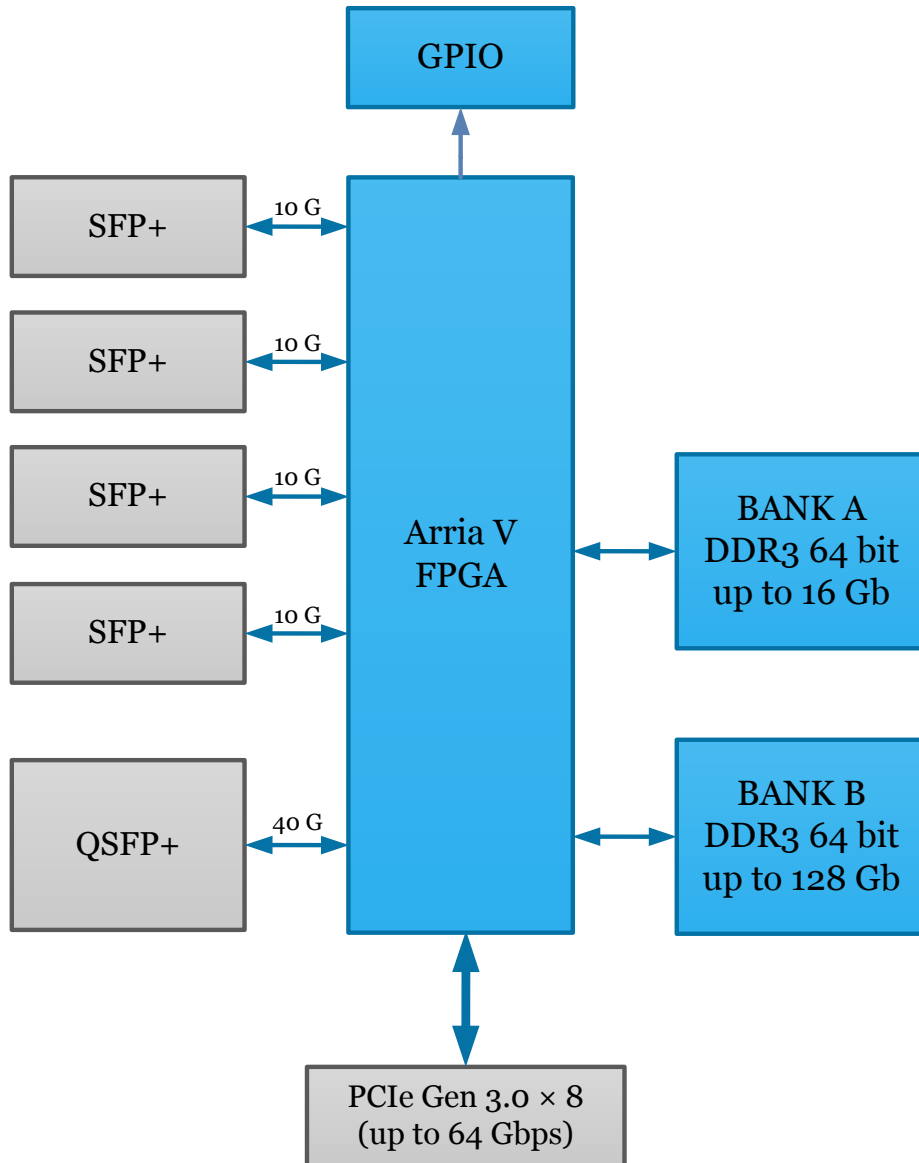 GPIO
SFP+
10 G
SFP+
10 G
SFP+
10 G
SFP+
10 G
QSFP+
40 G
Arria V
FPGA
BANK A
DDR3 64 bit
up to 16 Gb
BANK B
DDR3 64 bit
up to 128 Gb
PCIe Gen 3.0 × 8
(up to 64 Gbps)